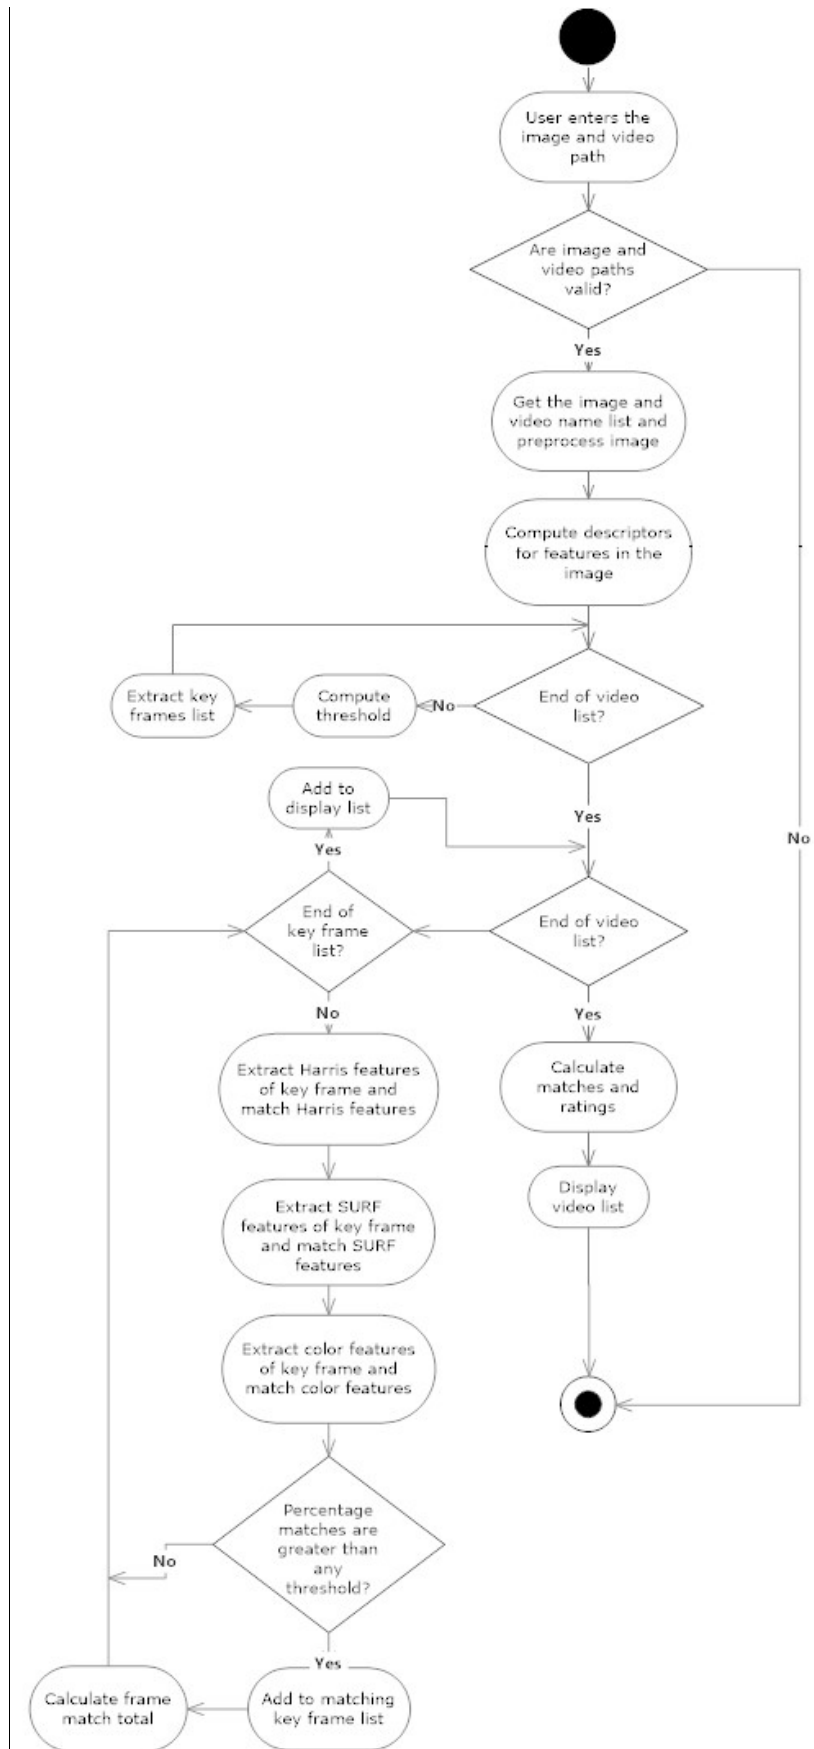 User enters the
image and video
path
Are image and
video paths
valid?
Yes
Get the image and
video name list and
preprocess image
Compute descriptors
for features in the
image
Extract key
frames list
Compute
threshold
No
End of video
list?
Add to
display list
Yes
Yes
No
End of
key frame
list?
End of video
list?
No
Yes
Extract Harris features
of key frame and
match Harris features
Calculate
matches and
ratings
Extract SURF
features of key frame
and match SURF
features
Display
video list
Extract color features
of key frame and
match color features
Percentage
matches are
greater than
any
threshold?
No
Yes
Calculate frame
match total
Add to matching
key frame list